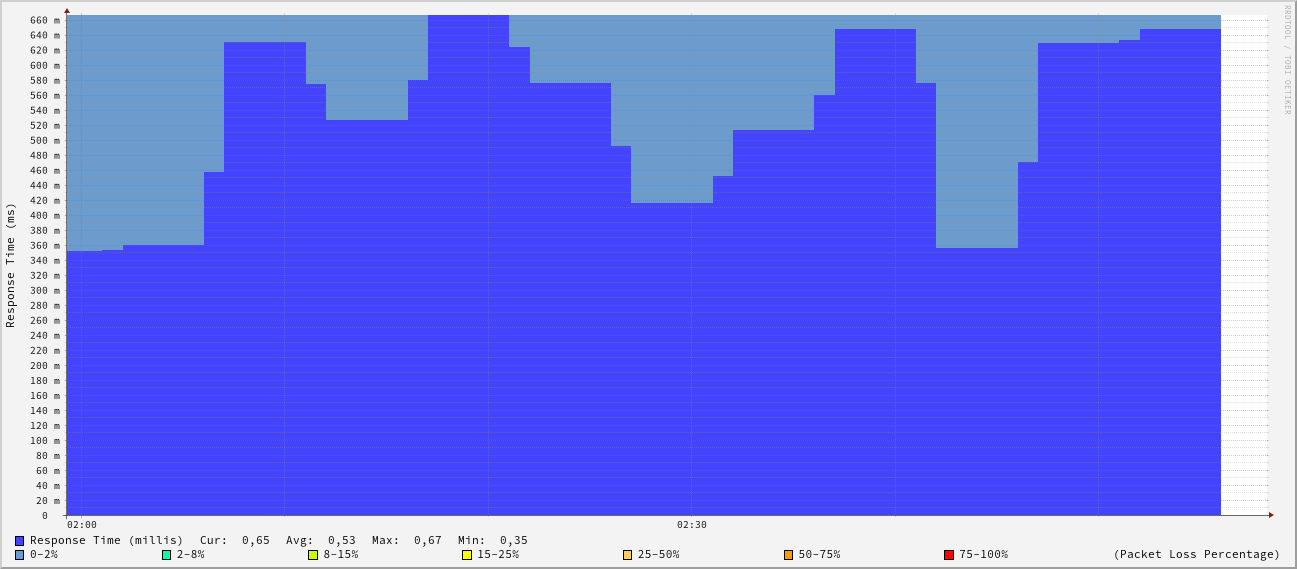 RRDTOOL / TOBI OETIKER
Response Time (ms)
660 m
640 m
620 m
600 m
580 m
560 m
540 m
520 m
500 m
480 m
460 m
440 m
420 m
400 m
380 m
360 m
340 m
320 m
300 m
280 m
260 m
240 m
220 m
200 m
180 m
160 m
140 m
120 m
100 m
80 m
60 m
40 m
20 m
0
02:00 02:30
Response Time (millis) Cur: 0,65 Avg: 0,53 Max: 0,67 Min: 0,35
0-2% 2-8% 8-15% 15-25% 25-50% 50-75% 75-100% (Packet Loss Percentage)